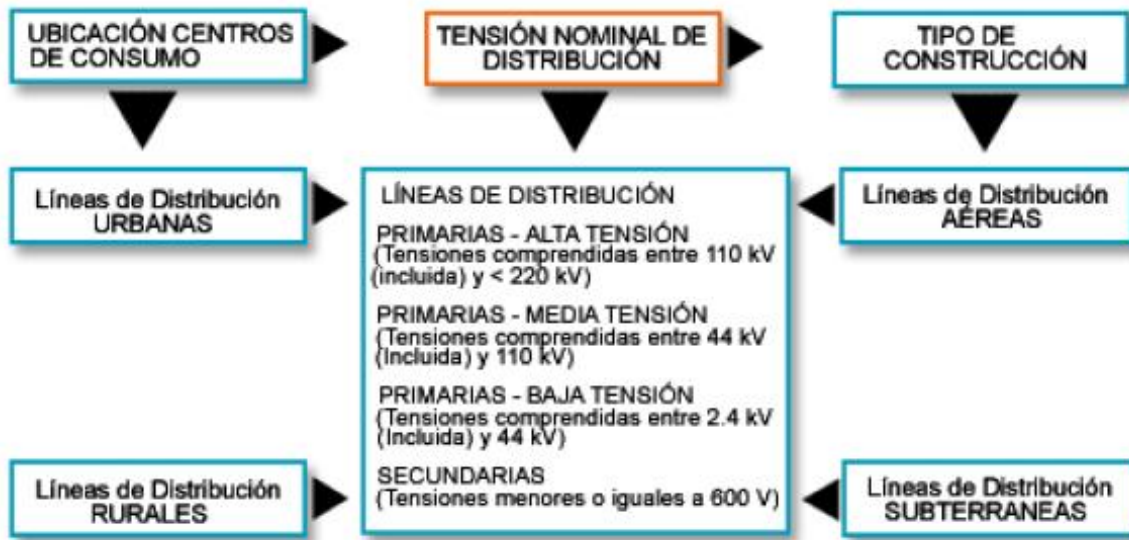 UBICACIÓN CENTROS
DE CONSUMO
TENSIÓN NOMINAL DE
DISTRIBUCIÓN
TIPO DE
CONSTRUCCIÓN
Líneas de Distribución
URBANAS
LÍNEAS DE DISTRIBUCIÓN
PRIMARIAS - ALTA TENSIÓN
(Tensiones comprendidas entre 110 kV
(incluida) y < 220 kV)
PRIMARIAS - MEDIA TENSIÓN
(Tensiones comprendidas entre 44 kV
(Incluida) y 110 kV)
PRIMARIAS - BAJA TENSIÓN
(Tensiones comprendidas entre 2.4 kV
(Incluida) y 44 kV)
SECUNDARIAS
(Tensiones menores o iguales a 600 V)
Líneas de Distribución
AÉREAS
Líneas de Distribución
RURALES
Líneas de Distribución
SUBTERRANEAS